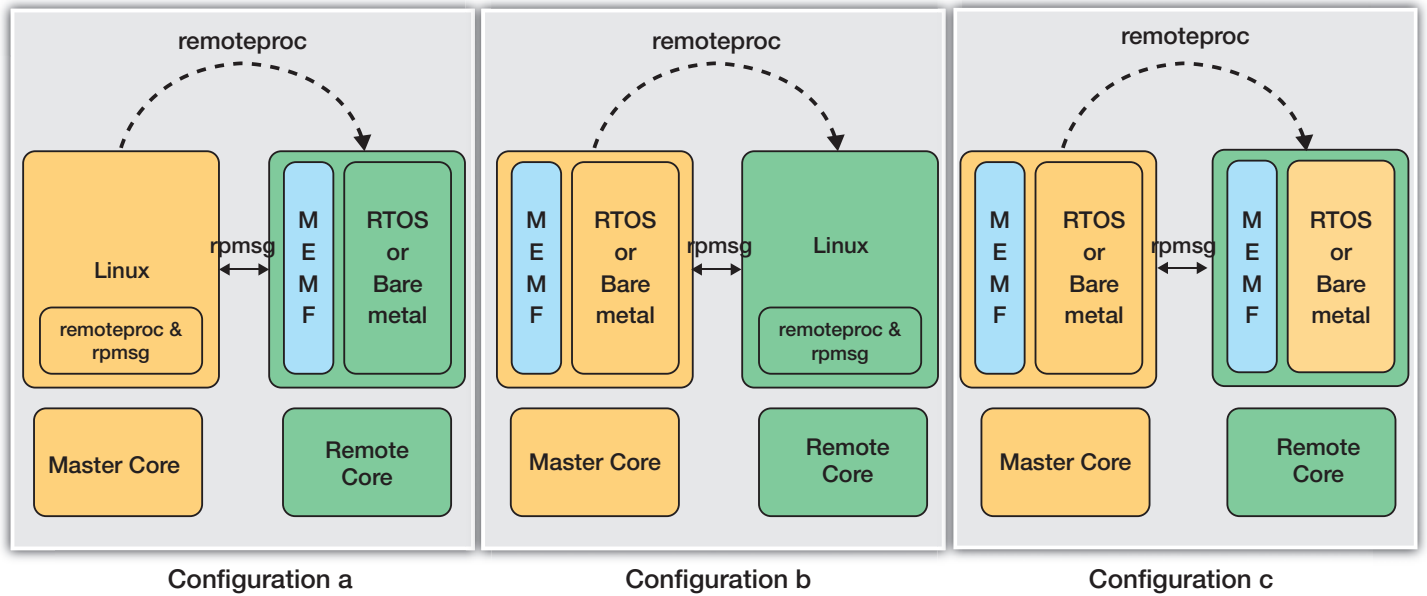 remoteproc
Linux
remoteproc &
rpmsg
rpmsg
M
E
M
F
RTOS
or
Bare
metal
Master Core
Remote
Core
Configuration a
remoteproc
M
E
M
F
RTOS
or
Bare
metal
rpmsg
Linux
remoteproc &
rpmsg
Master Core
Remote
Core
Configuration b
remoteproc
M
E
M
F
RTOS
or
Bare
metal
rpmsg
M
E
M
F
RTOS
or
Bare
metal
Master Core
Remote
Core
Configuration c